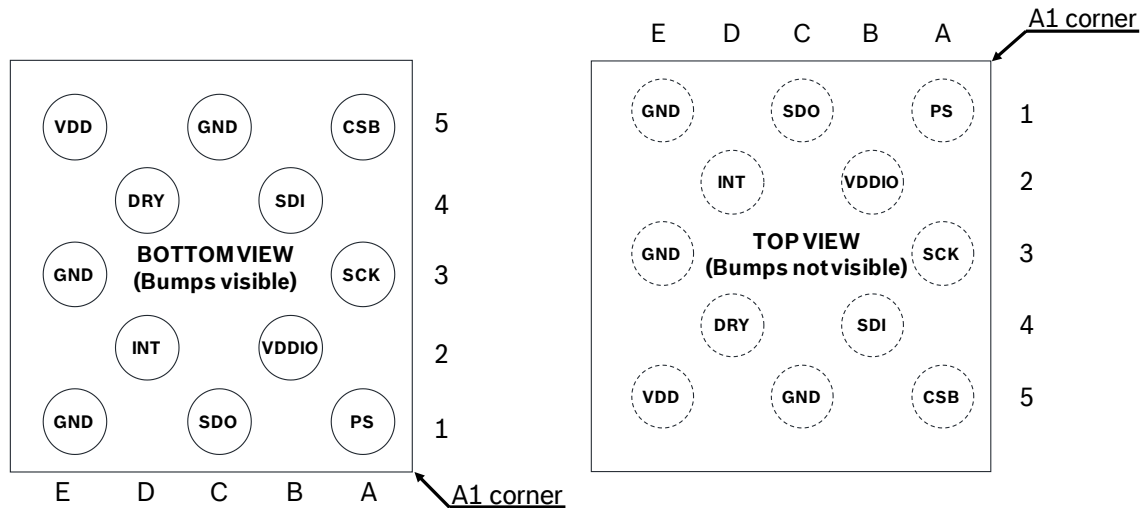 VDD GND CSB 5
DRY SDI 4
BOTTOM VIEW
(Bumps visible)
GND SCK 3
INT VDDIO 2
GND SDO PS 1
E D C B A
A1 corner
A1 corner
E D C B A
GND SDO PS 1
INT VDDIO 2
TOP VIEW
(Bumps not visible)
GND SCK 3
DRY SDI 4
VDD GND CSB 5